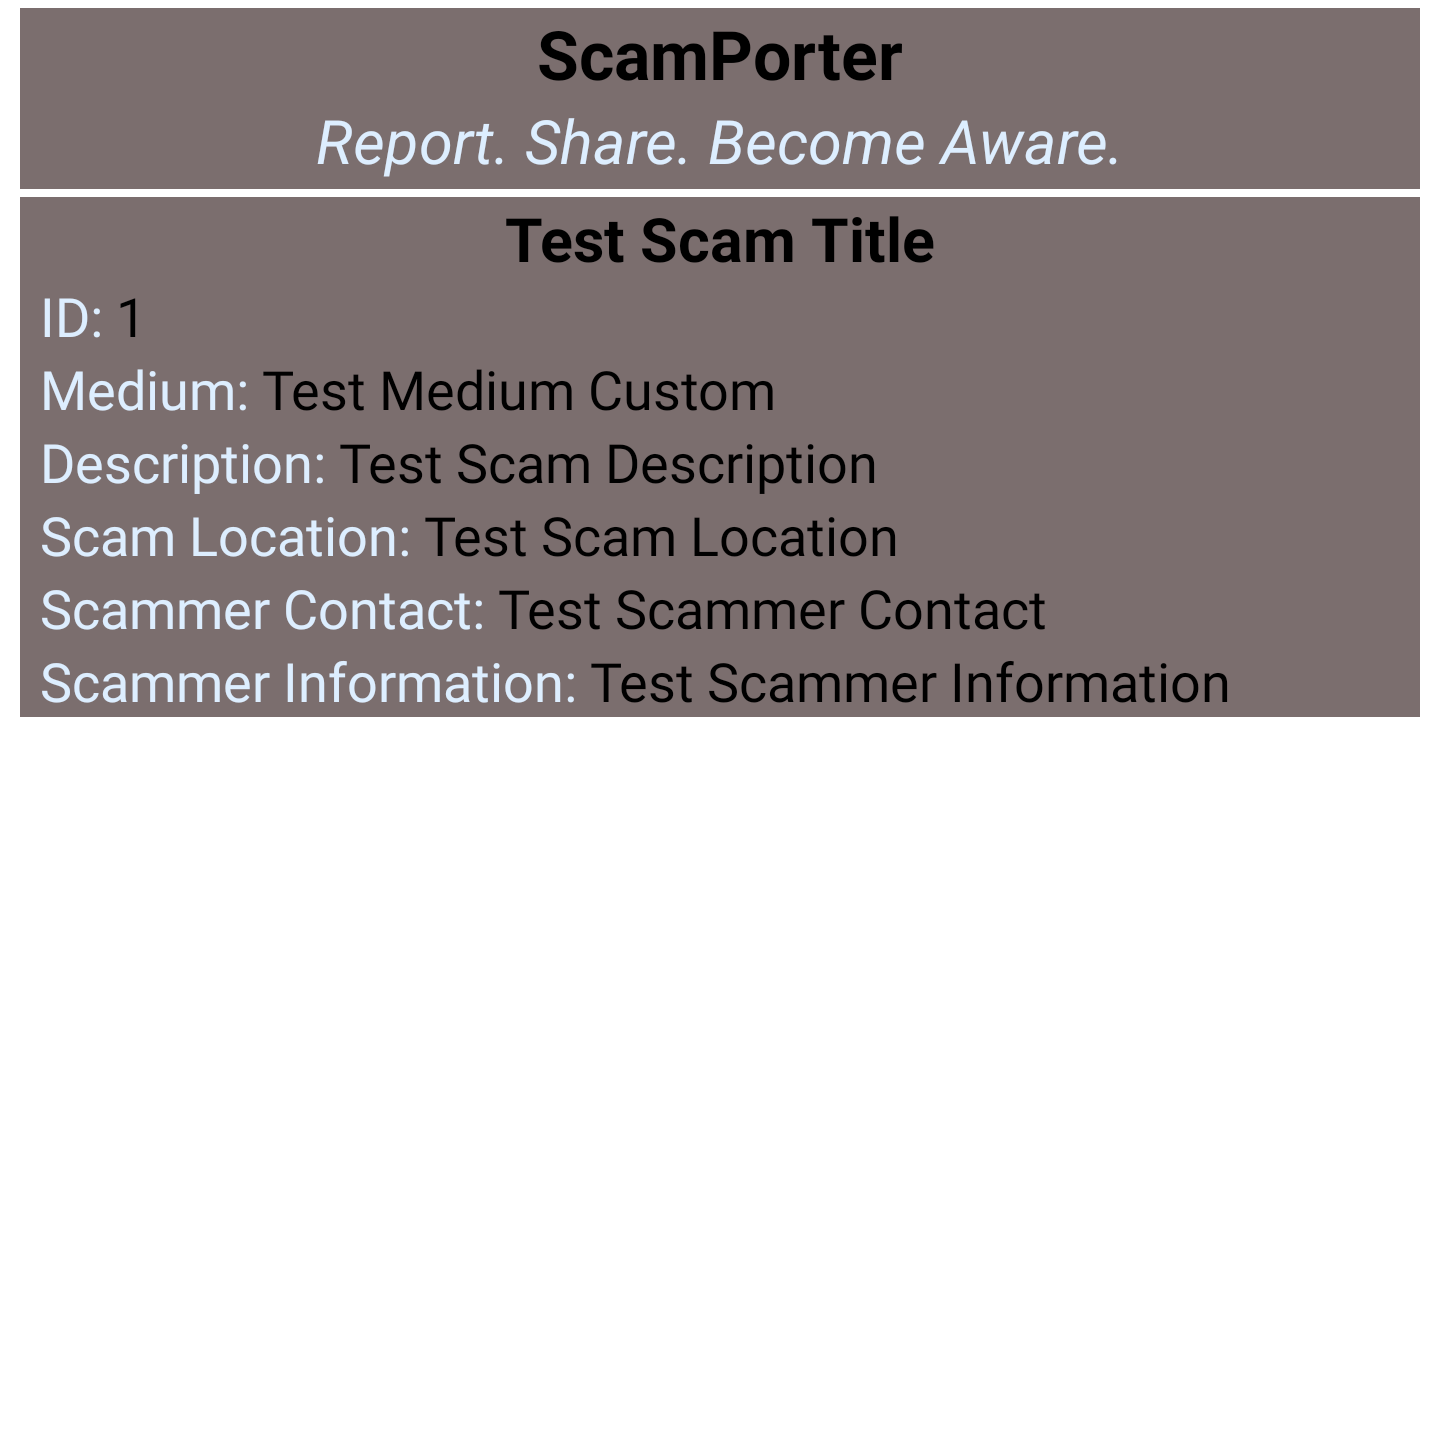 ScamPorter
Report. Share. Become Aware.
Test Scam Title
ID: 1
Medium: Test Medium Custom
Description: Test Scam Description
Scam Location: Test Scam Location
Scammer Contact: Test Scammer Contact
Scammer Information: Test Scammer Information